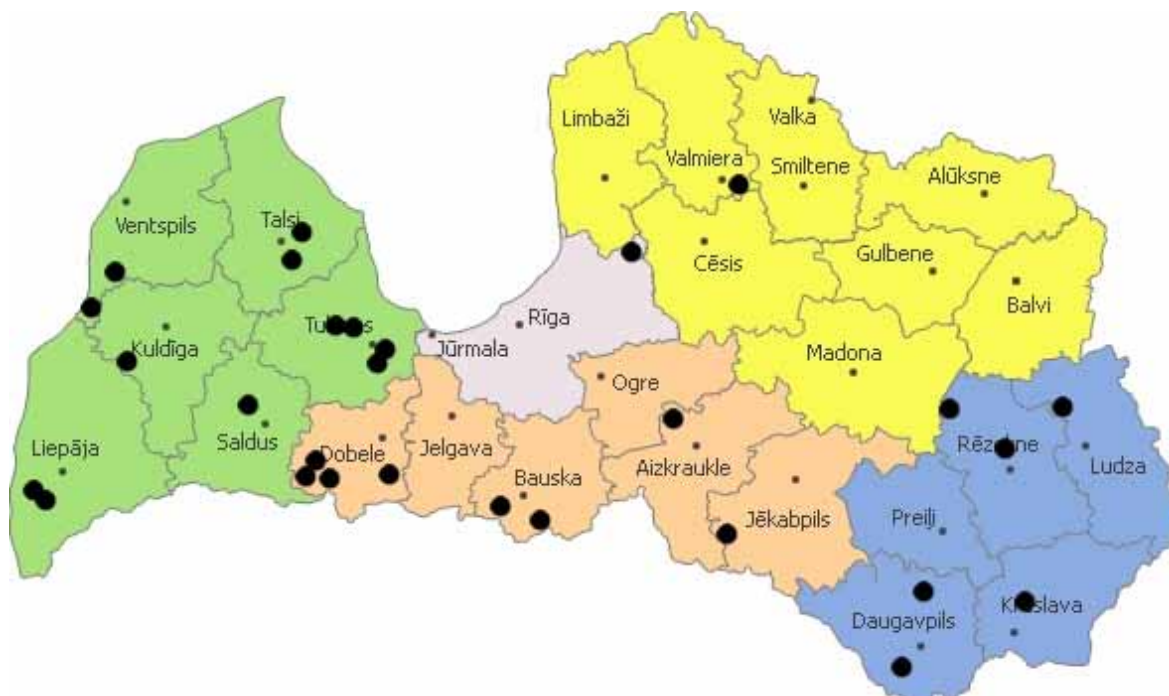 Limbaži
Valka
Valmiera
Smiltene
Alūksne
Ventspils
Talsi
Cēsis
Gulbene
Balvi
Rīga
Jūrmala
Kuldīga
Madona
Ogre
Liepāja
Saldus
Dobele
Jelgava
Bauska
Aizkraukle
Ludza
Jēkabpils
Preiļi
Daugavpils